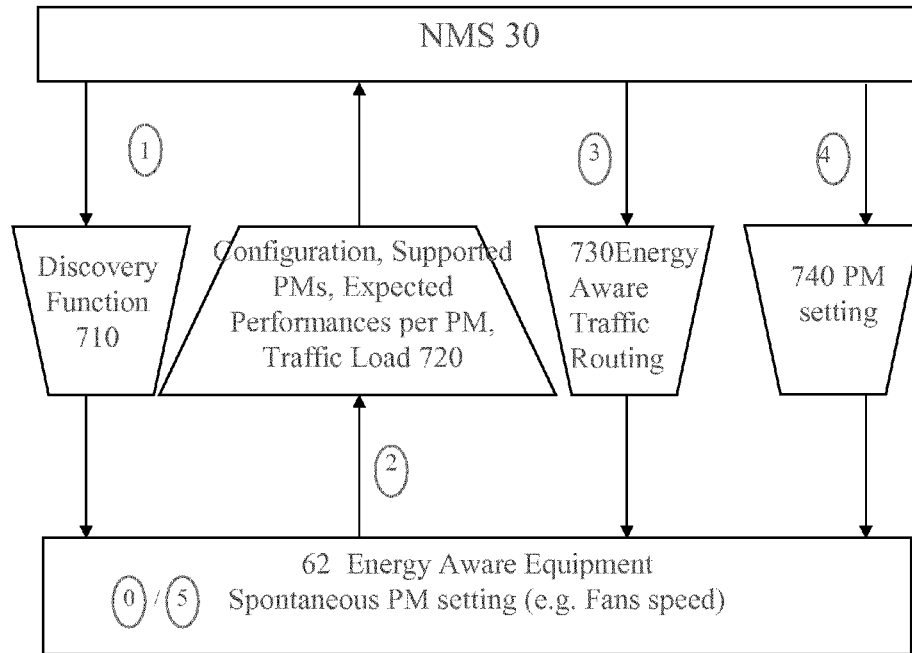 NMS 30
1
3
4
Discovery
Function
710
Configuration, Supported
PMs, Expected
Performances per PM,
Traffic Load 720
730Energy
Aware
Traffic
Routing
740 PM
setting
2
62 Energy Aware Equipment
0 / 5 Spontaneous PM setting (e.g. Fans speed)